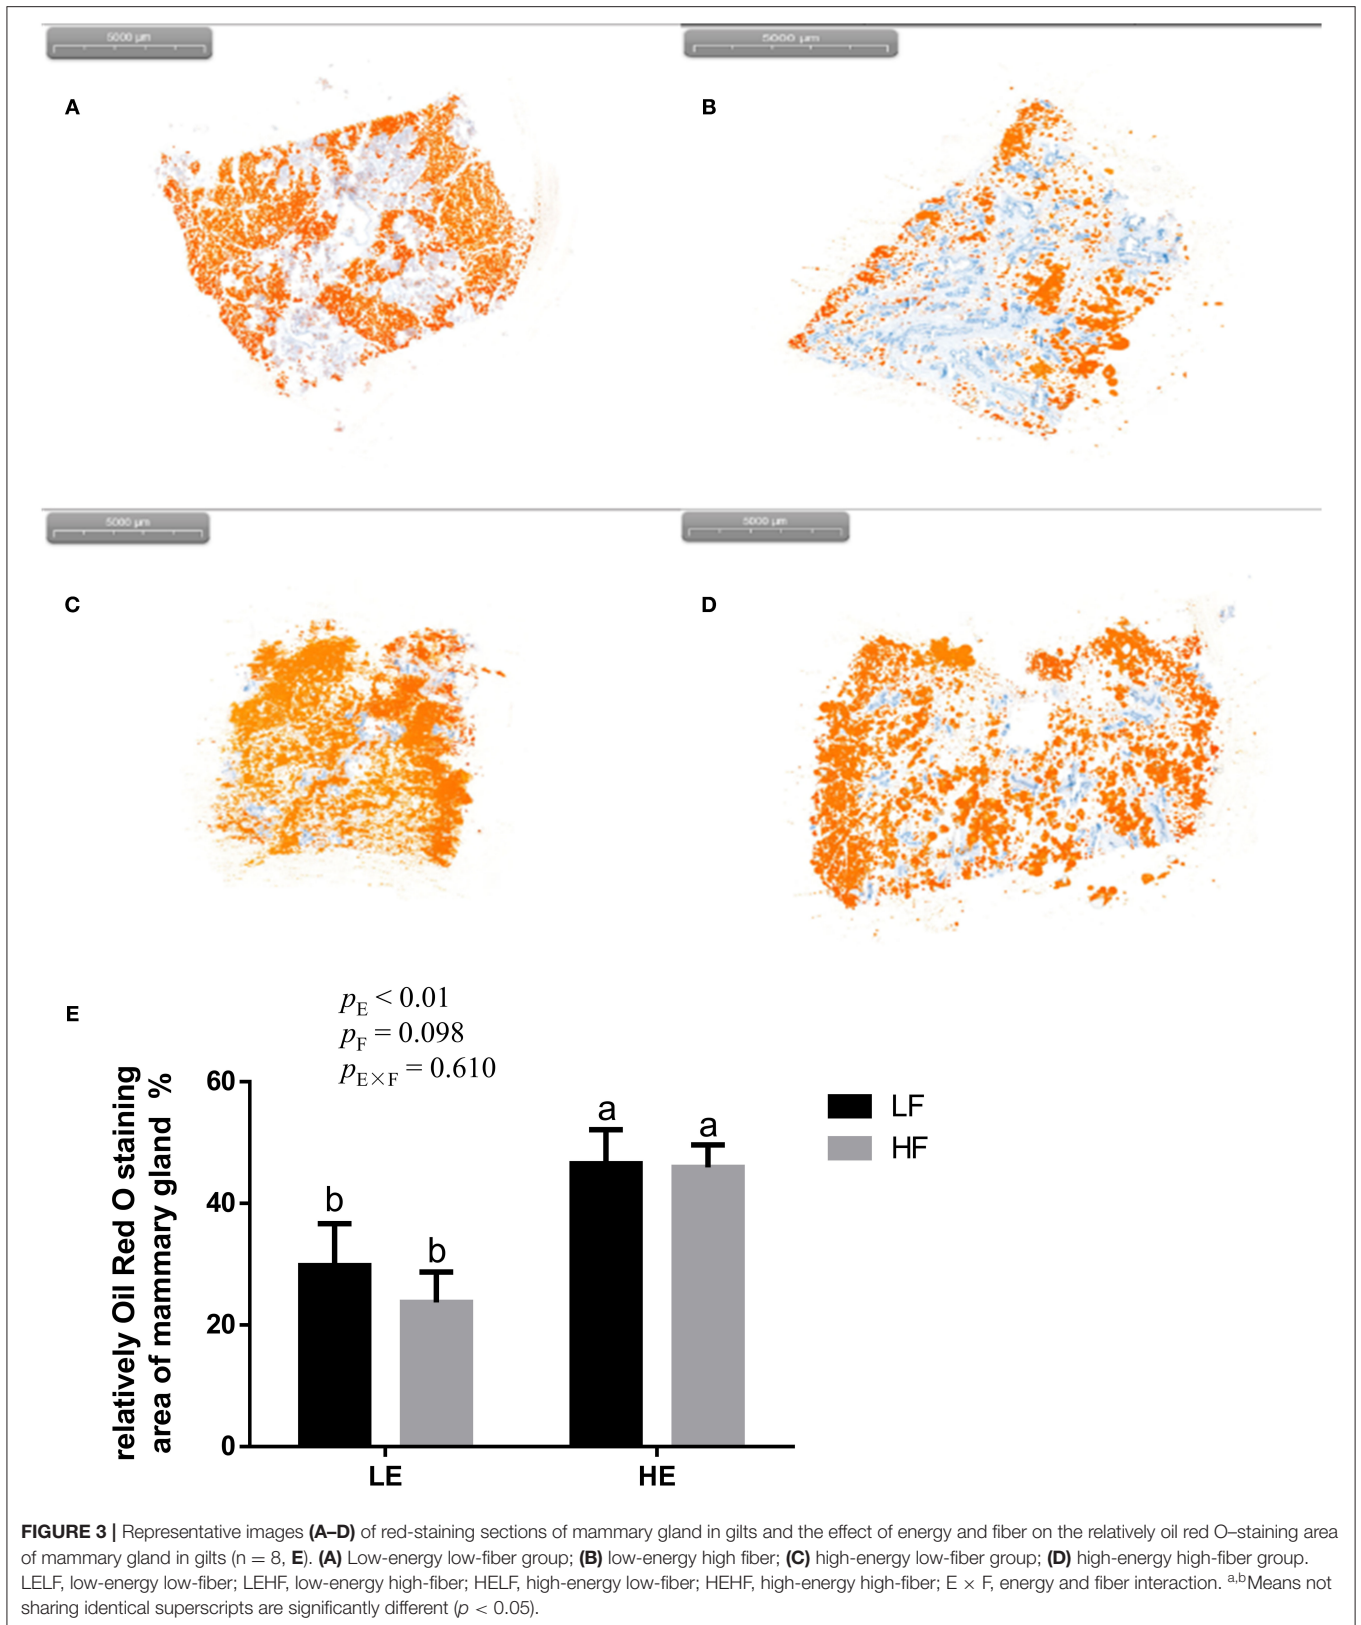 5000 µm
5000 µm
A
B
5000 µm
5000 µm
C
D
E
pE < 0.01
pF = 0.098
pE×F = 0.610
relatively Oil Red O staining
area of mammary gland %
60
40
20
0
b
b
a
a
LF
HF
LE
HE
FIGURE 3 | Representative images (A–D) of red-staining sections of mammary gland in gilts and the effect of energy and fiber on the relatively oil red O–staining area
of mammary gland in gilts (n = 8, E). (A) Low-energy low-fiber group; (B) low-energy high fiber; (C) high-energy low-fiber group; (D) high-energy high-fiber group.
LELF, low-energy low-fiber; LEHF, low-energy high-fiber; HELF, high-energy low-fiber; HEHF, high-energy high-fiber; E × F, energy and fiber interaction. a,bMeans not
sharing identical superscripts are significantly different (p < 0.05).